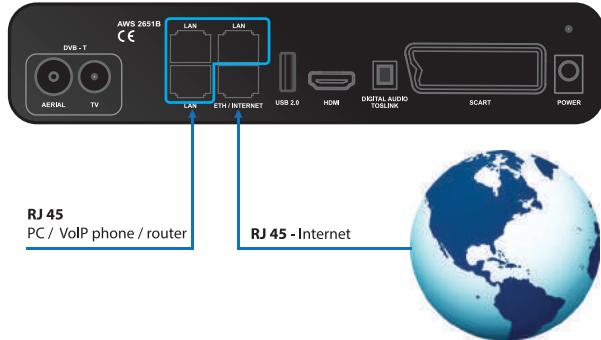 AWS 2651B
CE
LAN
LAN
DVB - T
AERIAL
TV
LAN
ETH / INTERNET
USB 2.0
HDMI
DIGITAL AUDIO
TOSLINK
SCART
POWER
RJ 45
PC / VoIP phone / router
RJ 45 - Internet